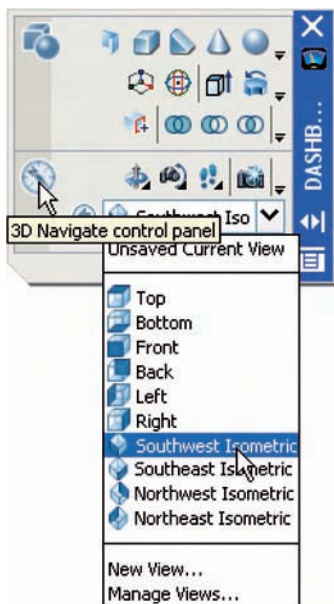 DASHB...
Southwest Iso
3D Navigate control panel
Unsaved Current View
Top
Bottom
Front
Back
Left
Right
Southwest Isometric
Southeast Isometric
Northwest Isometric
Northeast Isometric
New View...
Manage Views...